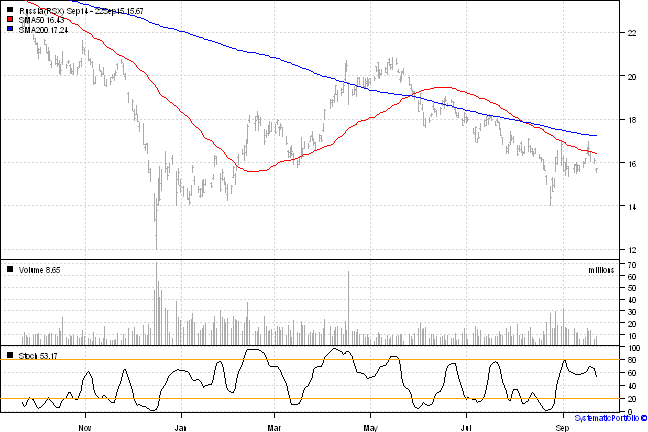 Russia(RSX) Sep14 - 22Sep15 15.67
SMA50 16.43
SMA200 17.24
22
20
18
16
14
12
Volume 8.65
millions
70
60
50
40
30
20
10
Stoch 53.17
100
80
60
40
20
0
Nov Jan Mar May Jul Sep
SystematicPortfolio ©